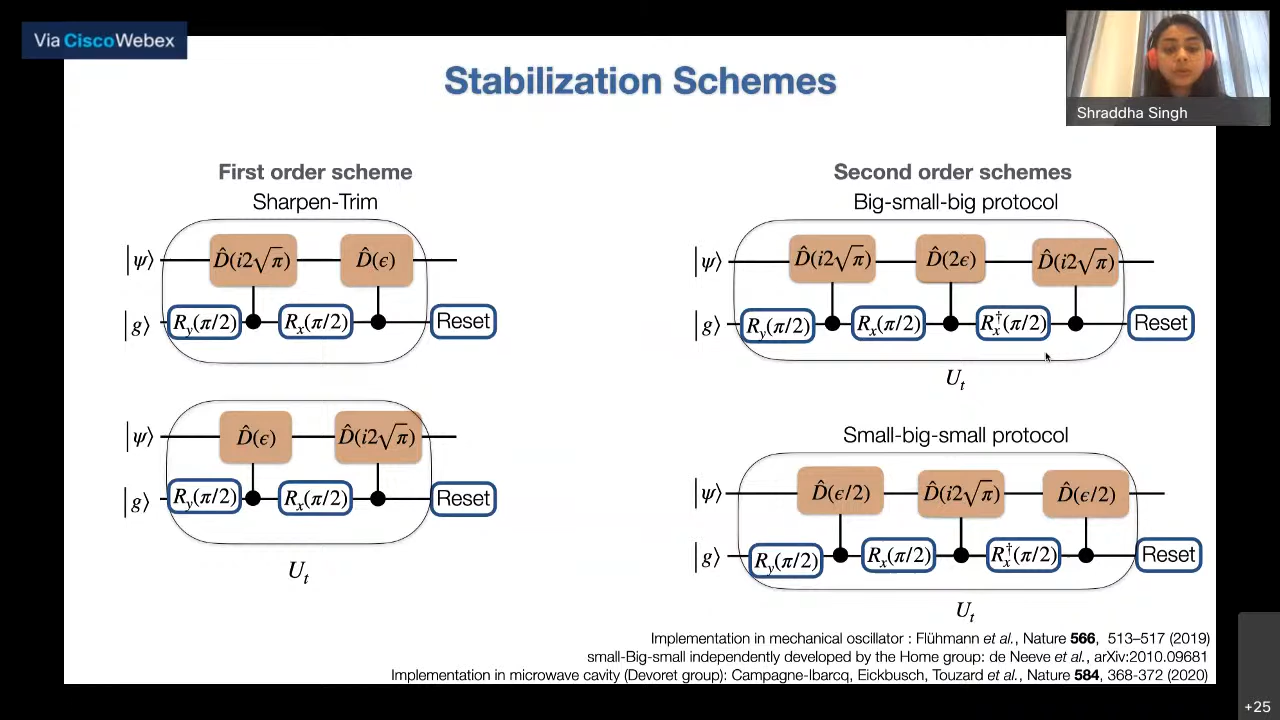 Via CiscoWebex
Stabilization Schemes
Shraddha Singh
First order scheme
Sharpen-Trim
|ψ⟩ D̂(i2√π) D̂(ϵ)
|g⟩ R_y(π/2) R_x(π/2) Reset
|ψ⟩ D̂(ϵ) D̂(i2√π)
|g⟩ R_y(π/2) R_x(π/2) Reset
U_t
Second order schemes
Big-small-big protocol
|ψ⟩ D̂(i2√π) D̂(2ϵ) D̂(i2√π)
|g⟩ R_y(π/2) R_x(π/2) R_x^†(π/2) Reset
U_t
Small-big-small protocol
|ψ⟩ D̂(ϵ/2) D̂(i2√π) D̂(ϵ/2)
|g⟩ R_y(π/2) R_x(π/2) R_x^†(π/2) Reset
U_t
Implementation in mechanical oscillator : Flühmann et al., Nature 566, 513–517 (2019)
small-Big-small independently developed by the Home group: de Neeve et al., arXiv:2010.09681
Implementation in microwave cavity (Devoret group): Campagne-Ibarcq, Eickbusch, Touzard et al., Nature 584, 368-372 (2020)
+25